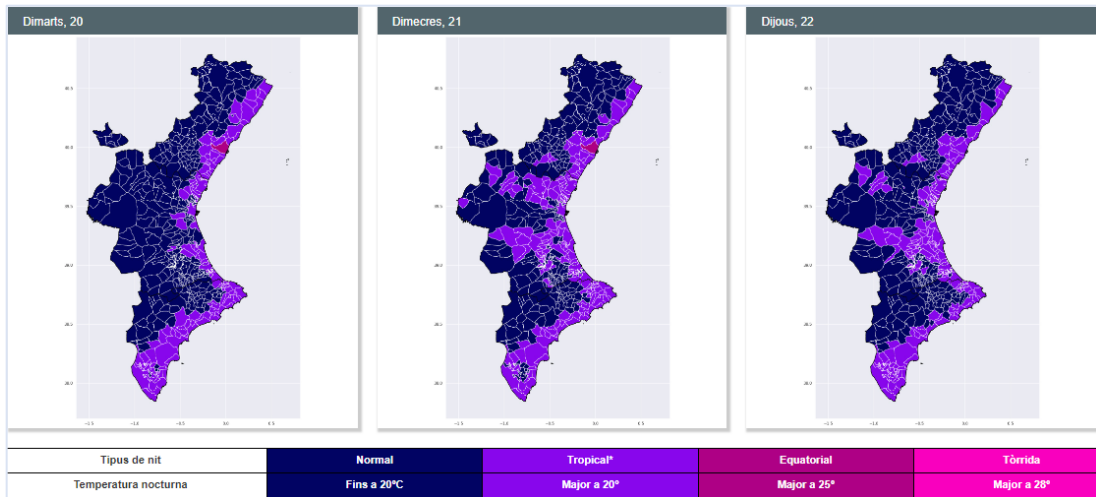 Dimarts, 20
Dimecres, 21
Dijous, 22
Tipus de nit Normal Tropical* Equatorial Tòrrida
Temperatura nocturna Fins a 20ºC Major a 20º Major a 25º Major a 28º